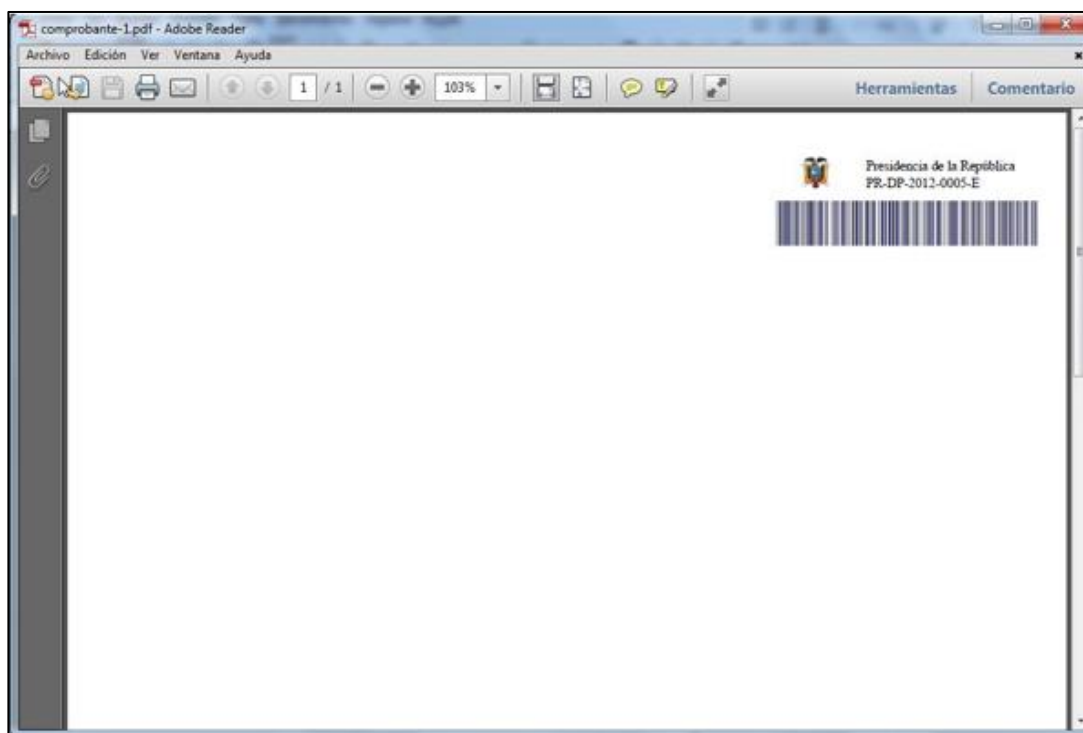 comprobante-1.pdf - Adobe Reader
Archivo Edición Ver Ventana Ayuda
1 / 1 103% Herramientas Comentario
Presidencia de la República
PR-DP-2012-0005-E